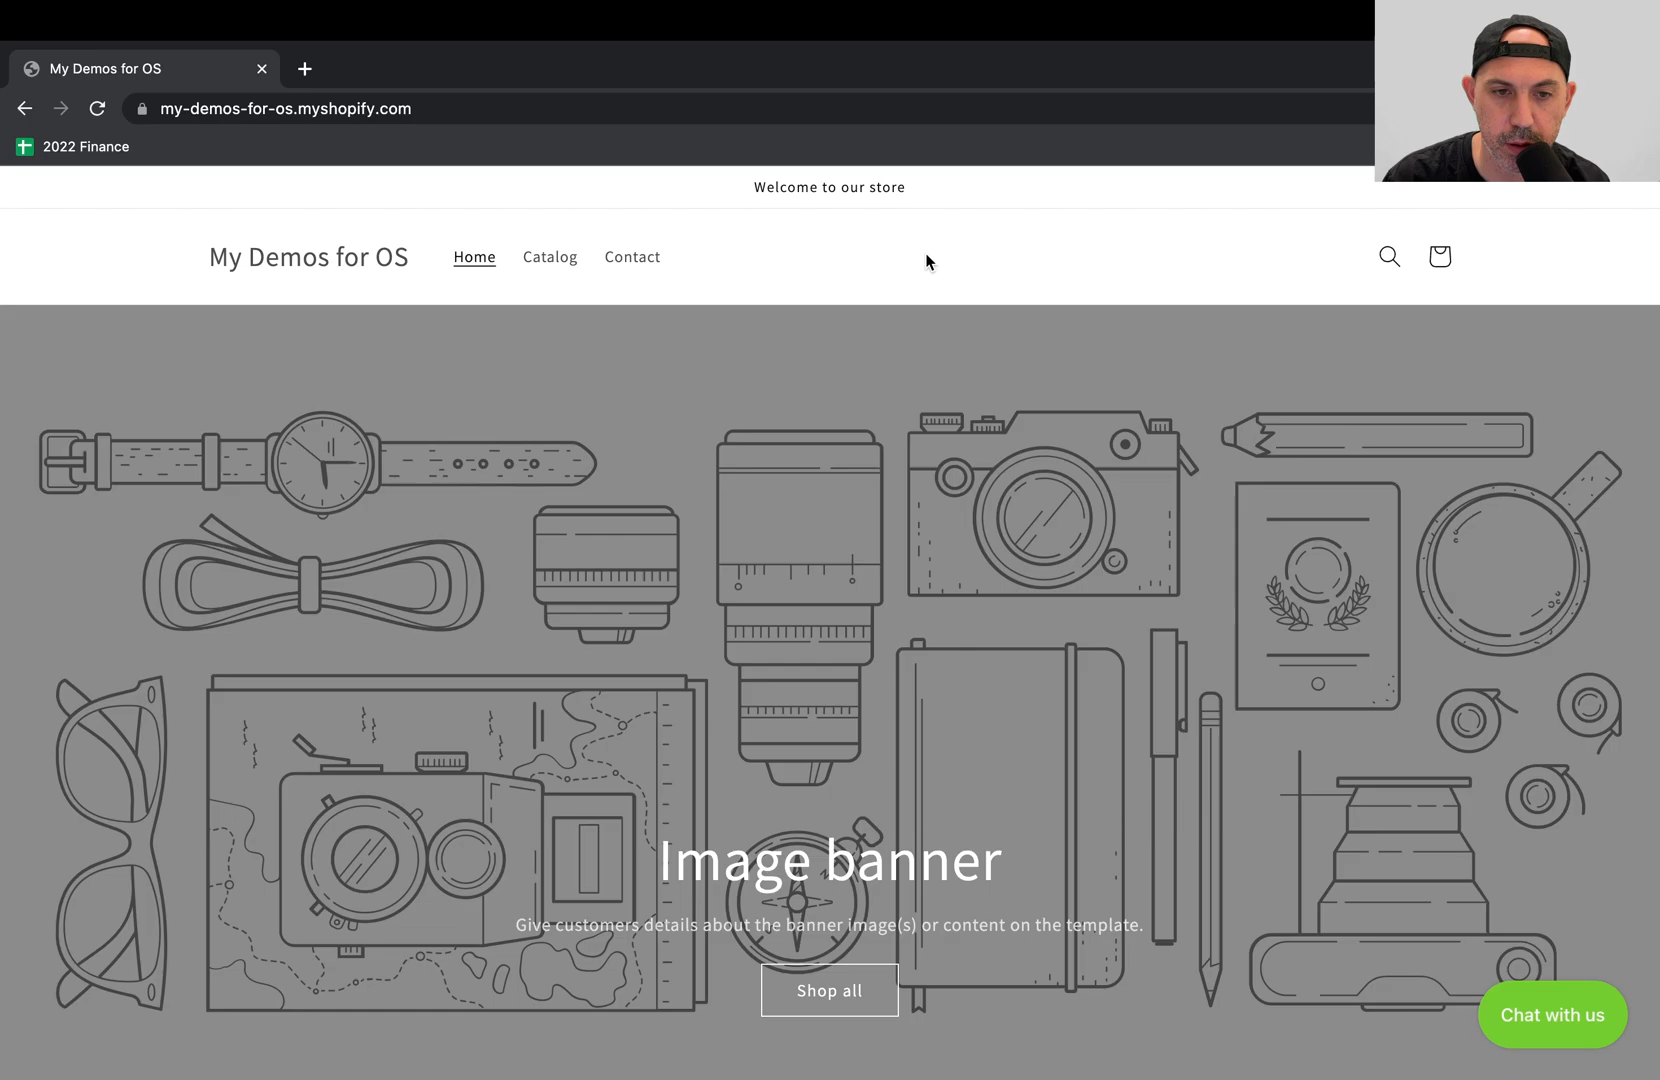 My Demos for OS
my-demos-for-os.myshopify.com
2022 Finance
Welcome to our store
My Demos for OS
Home
Catalog
Contact
Image banner
Give customers details about the banner image(s) or content on the template.
Shop all
Chat with us